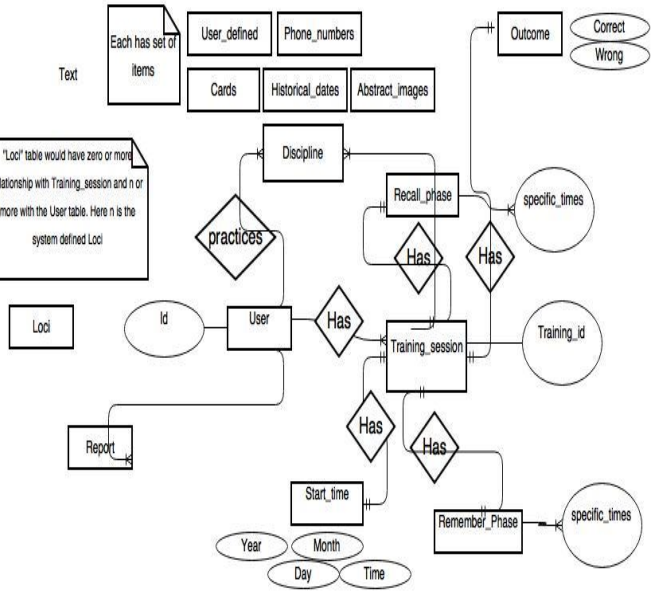 Each has set of
items
User_defined
Phone_numbers
Outcome
Correct
Wrong
Text
Cards
Historical_dates
Abstract_images
"Loci" table would have zero or more
lationship with Training_session and n or
more with the User table. Here n is the
system defined Loci
Discipline
Recall_phase
specific_times
practices
Has
Has
Loci
Id
User
Has
Training_session
Training_id
Has
Has
Report
Start_time
Remember_Phase
specific_times
Year
Month
Day
Time